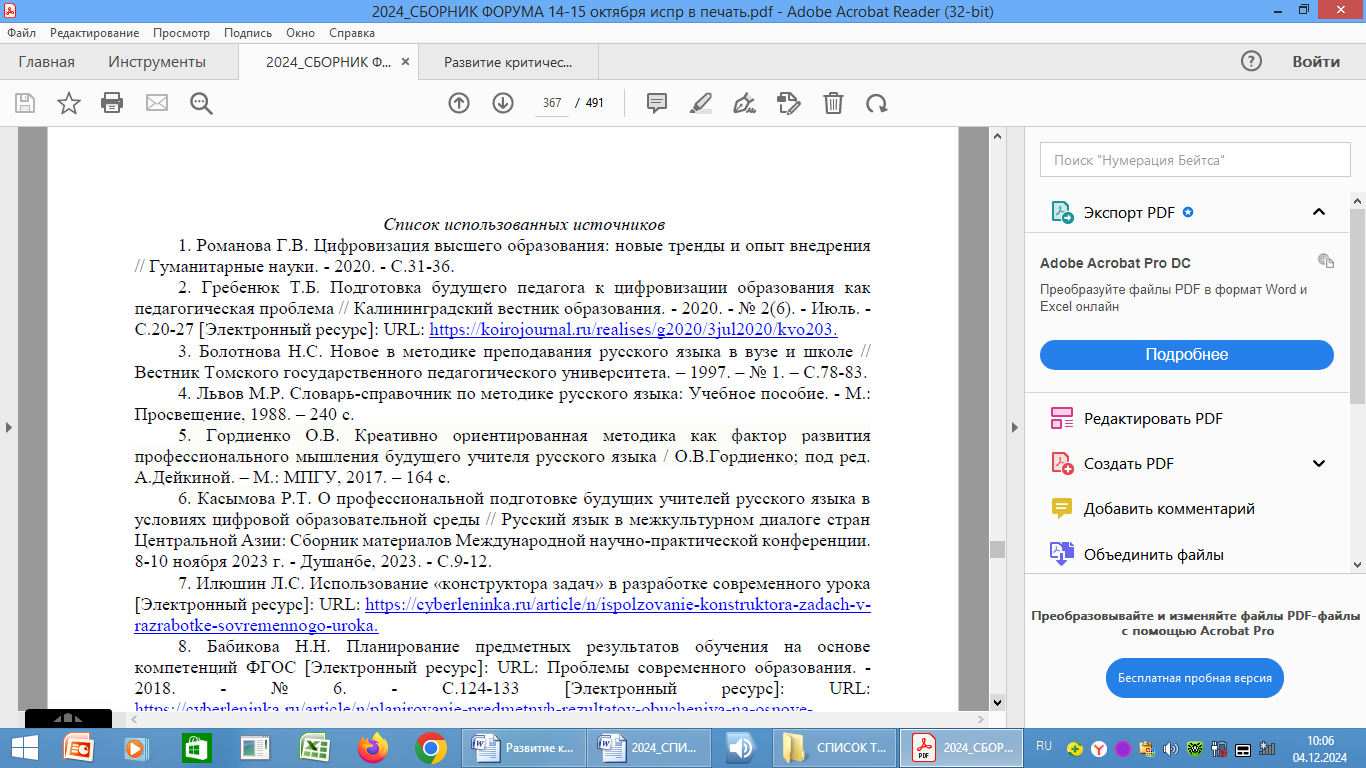 2024_СБОРНИК ФОРУМА 14-15 октября испр в печать.pdf - Adobe Acrobat Reader (32-bit)
Файл Редактирование Просмотр Подпись Окно Справка
Главная Инструменты 2024_СБОРНИК Ф... × Развитие критичес... Войти
367 / 491
Список использованных источников
1. Романова Г.В. Цифровизация высшего образования: новые тренды и опыт внедрения
// Гуманитарные науки. - 2020. - С.31-36.
2. Гребенюк Т.Б. Подготовка будущего педагога к цифровизации образования как
педагогическая проблема // Калининградский вестник образования. - 2020. - № 2(6). - Июль. -
С.20-27 [Электронный ресурс]: URL: https://koirojournal.ru/realises/g2020/3jul2020/kvo203.
3. Болотнова Н.С. Новое в методике преподавания русского языка в вузе и школе //
Вестник Томского государственного педагогического университета. – 1997. – № 1. – С.78-83.
4. Львов М.Р. Словарь-справочник по методике русского языка: Учебное пособие. - М.:
Просвещение, 1988. – 240 с.
5. Гордиенко О.В. Креативно ориентированная методика как фактор развития
профессионального мышления будущего учителя русского языка / О.В.Гордиенко; под ред.
А.Дейкиной. – М.: МПГУ, 2017. – 164 с.
6. Касымова Р.Т. О профессиональной подготовке будущих учителей русского языка в
условиях цифровой образовательной среды // Русский язык в межкультурном диалоге стран
Центральной Азии: Сборник материалов Международной научно-практической конференции.
8-10 ноября 2023 г. - Душанбе, 2023. - С.9-12.
7. Илюшин Л.С. Использование «конструктора задач» в разработке современного урока
[Электронный ресурс]: URL: https://cyberleninka.ru/article/n/ispolzovanie-konstruktora-zadach-v-
razrabotke-sovremennogo-uroka.
8. Бабикова Н.Н. Планирование предметных результатов обучения на основе
компетенций ФГОС [Электронный ресурс]: URL: Проблемы современного образования. -
2018. - № 6. - С.124-133 [Электронный ресурс]: URL:
https://cyberleninka.ru/article/n/planirovanie-predmetnyh-rezultatov-obucheniya-na-osnove-
Поиск "Нумерация Бейтса"
Экспорт PDF
Adobe Acrobat Pro DC
Преобразуйте файлы PDF в формат Word и
Excel онлайн
Подробнее
Редактировать PDF
Создать PDF
Добавить комментарий
Объединить файлы
Преобразовывайте и изменяйте файлы PDF-файлы
с помощью Acrobat Pro
Бесплатная пробная версия
Развитие к... 2024_СПИ... СПИСОК Т... 2024_СБОР... RU 10:06
04.12.2024